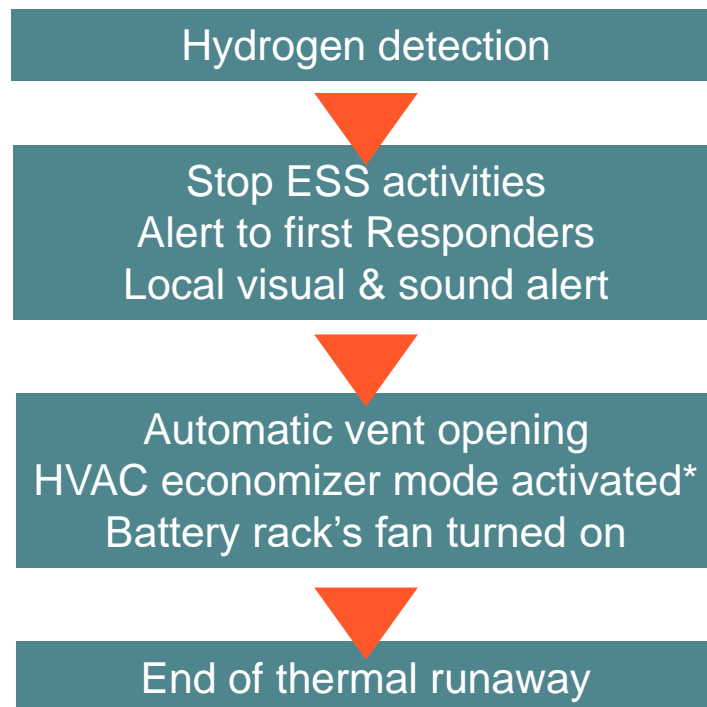 Hydrogen detection
Stop ESS activities
Alert to first Responders
Local visual & sound alert
Automatic vent opening
HVAC economizer mode activated*
Battery rack’s fan turned on
End of thermal runaway